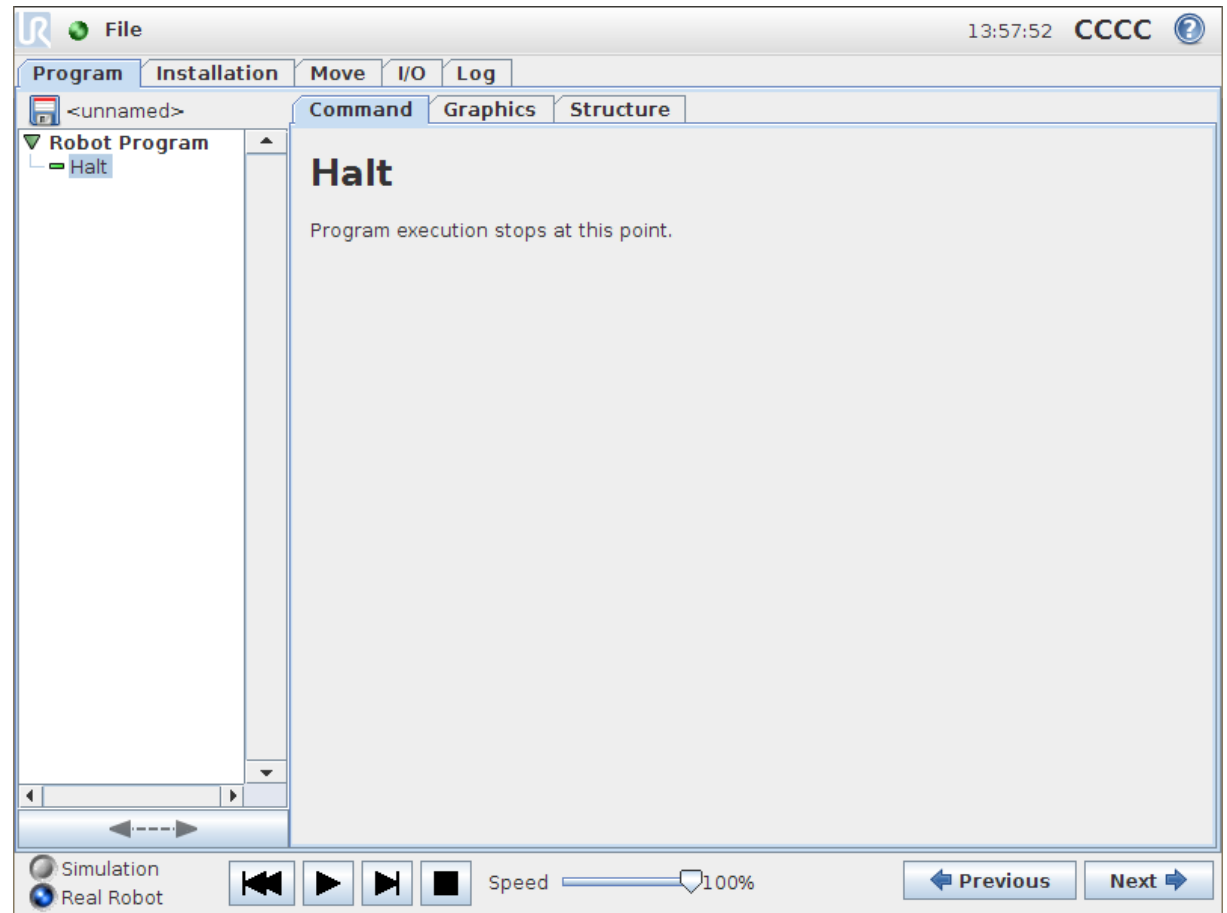 UR File 13:57:52 CCCC ?
Program Installation Move I/O Log
<unnamed> Command Graphics Structure
Robot Program
Halt
Halt
Program execution stops at this point.
Simulation
Real Robot
Speed 100%
Previous Next